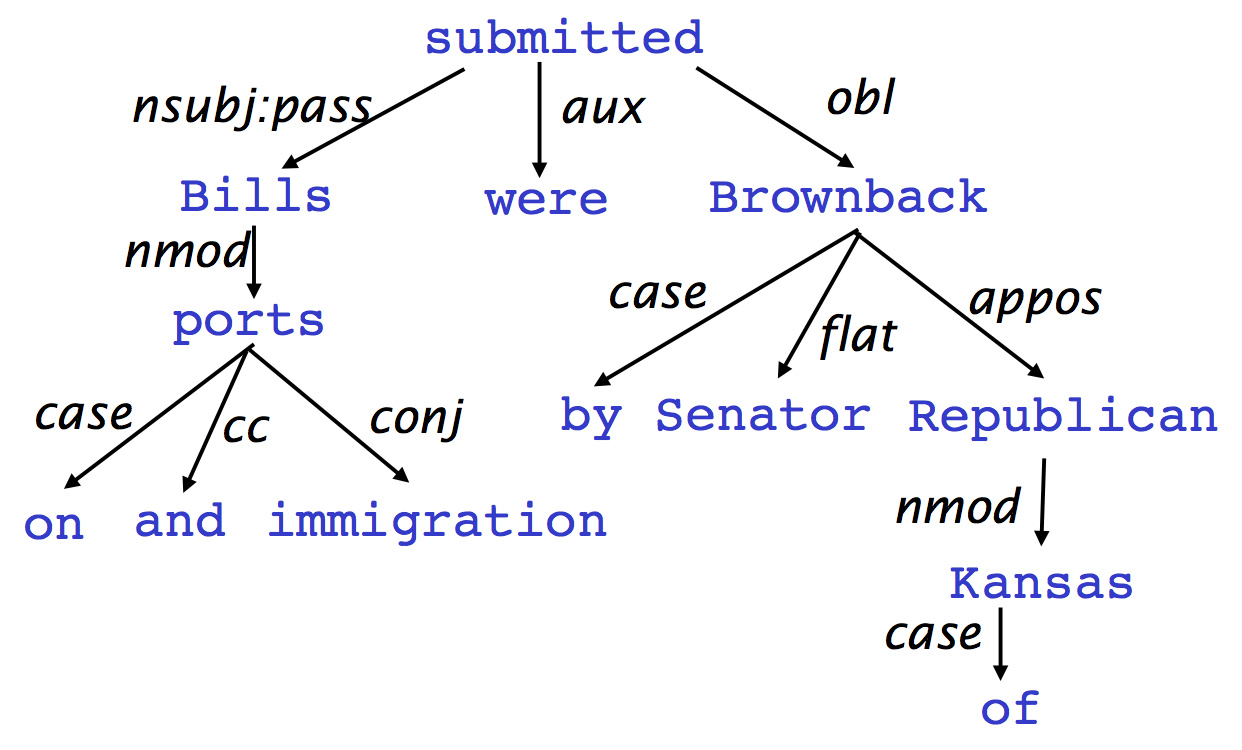 submitted
nsubj:pass aux obl
Bills were Brownback
nmod
case appos
ports flat
case cc conj by Senator Republican
on and immigration nmod
Kansas
case
of